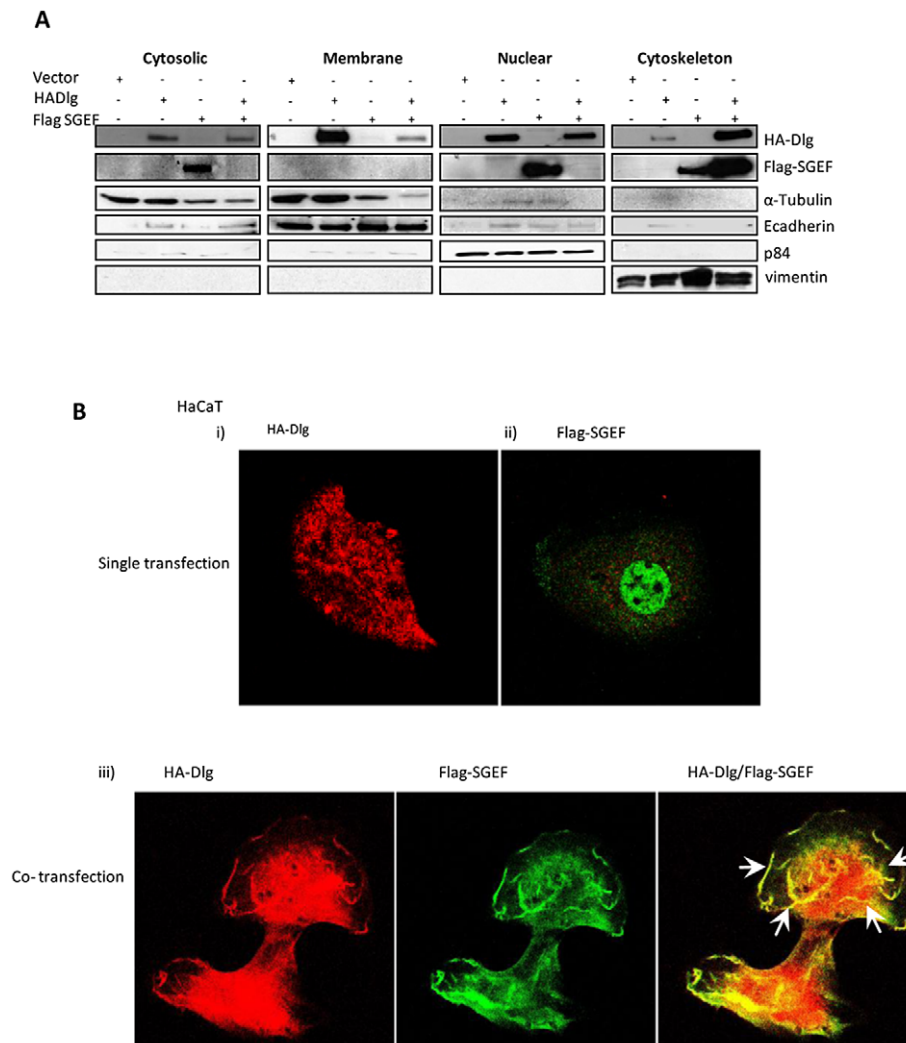 A
Cytosolic Membrane Nuclear Cytoskeleton
Vector + - - - + - - - + - - - + - - -
HADlg - + - + - + - + - + - + - + - +
Flag SGEF - - + + - - + + - - + + - - + +
HA-Dlg
Flag-SGEF
α-Tubulin
Ecadherin
p84
vimentin
B
HaCaT
i) HA-Dlg ii) Flag-SGEF
Single transfection
iii) HA-Dlg Flag-SGEF HA-Dlg/Flag-SGEF
Co- transfection